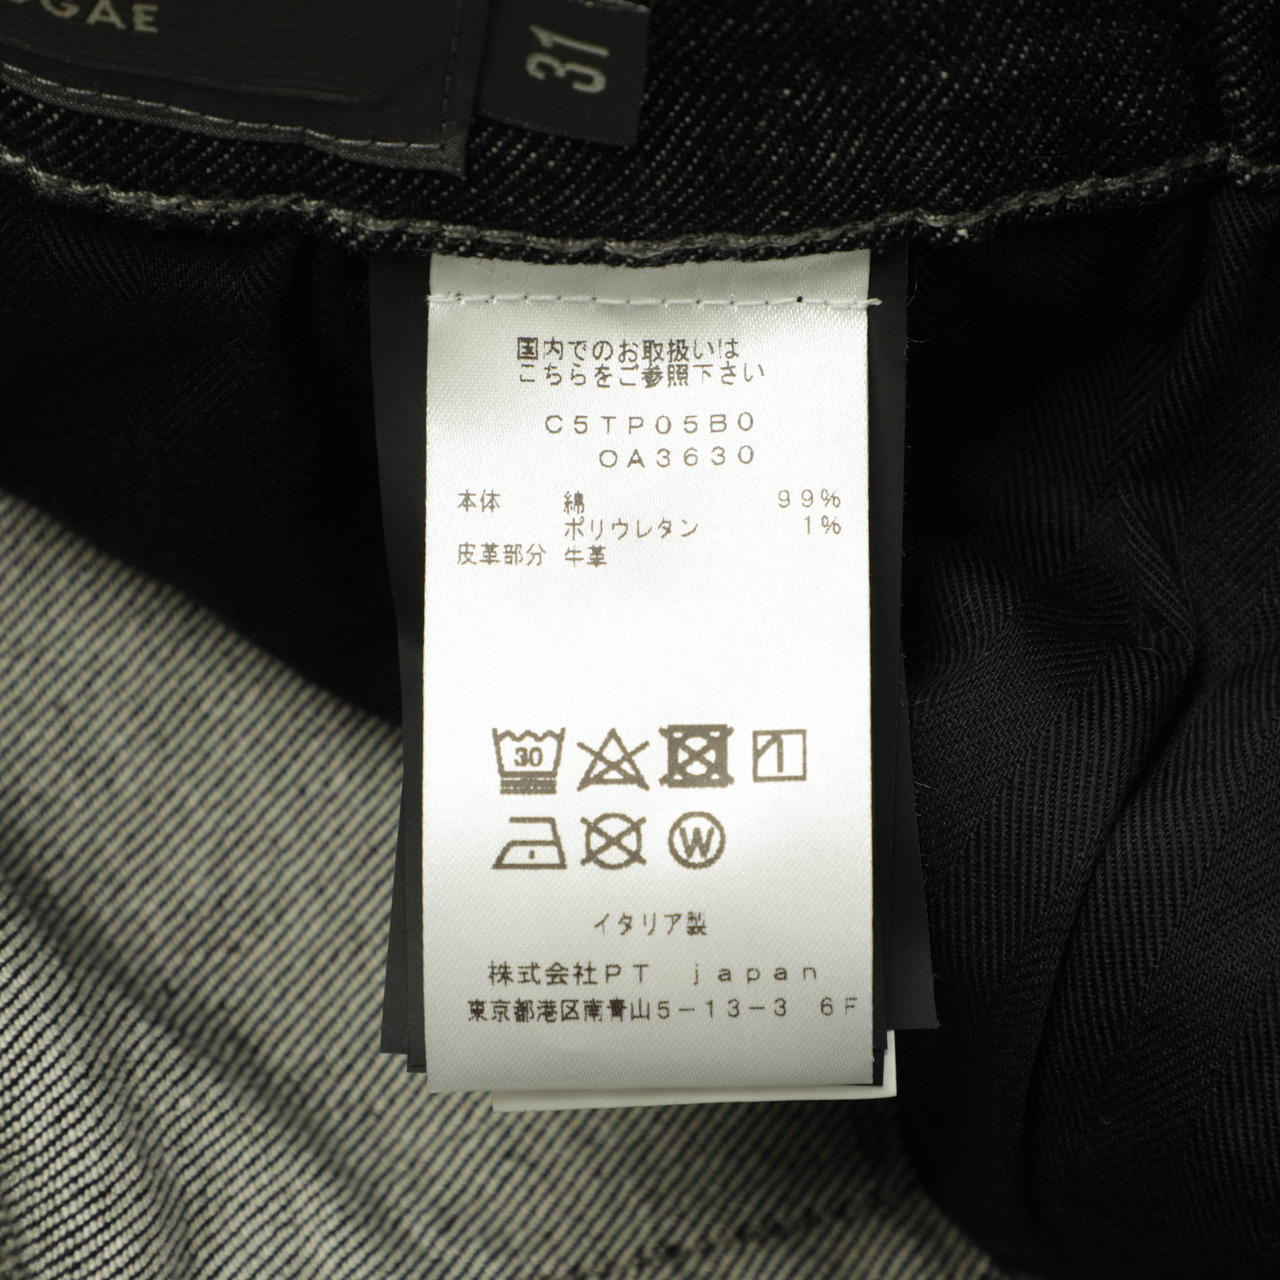 OGAE
31
国内でのお取扱いは
こちらをご参照下さい
C5TP05B0
OA3630
本体 綿 99%
ポリウレタン 1%
皮革部分 牛革
30
W
イタリア製
株式会社PT japan
東京都港区南青山5-13-3 6F